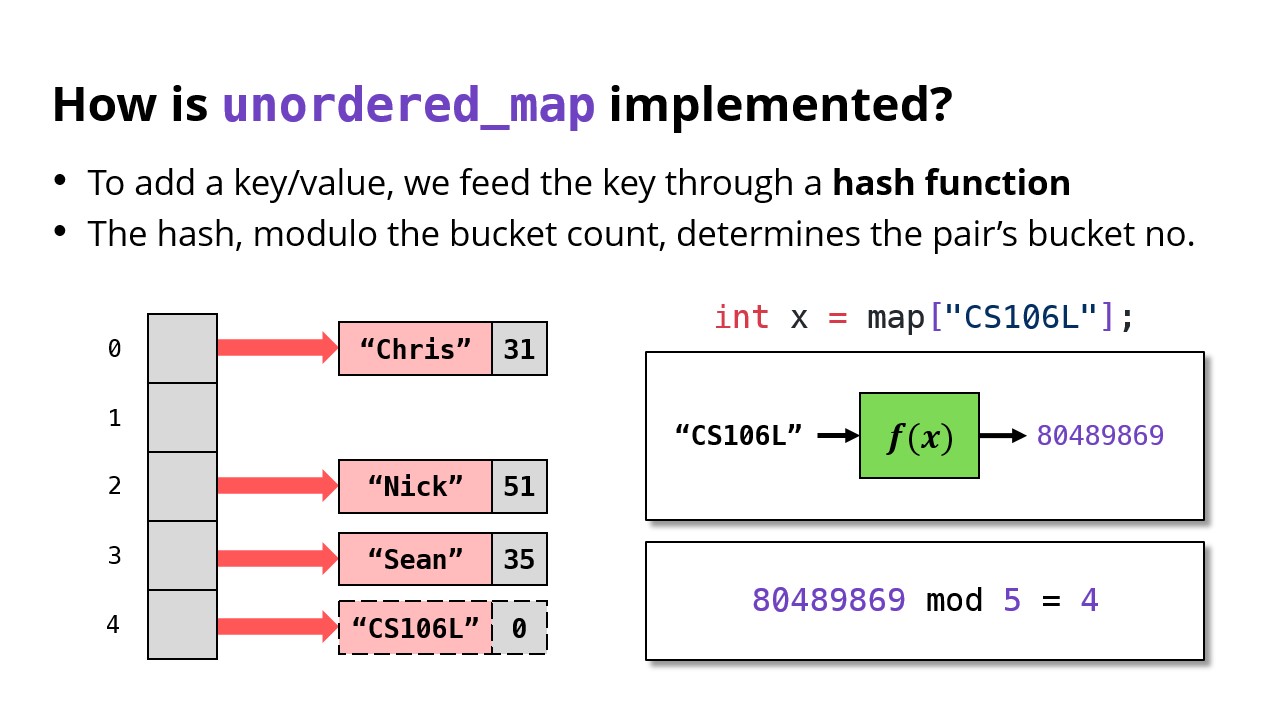 How is unordered_map implemented?
• To add a key/value, we feed the key through a hash function
• The hash, modulo the bucket count, determines the pair’s bucket no.
0 “Chris” 31
1
2 “Nick” 51
3 “Sean” 35
4 “CS106L” 0
int x = map["CS106L"];
“CS106L” f(x) 80489869
80489869 mod 5 = 4